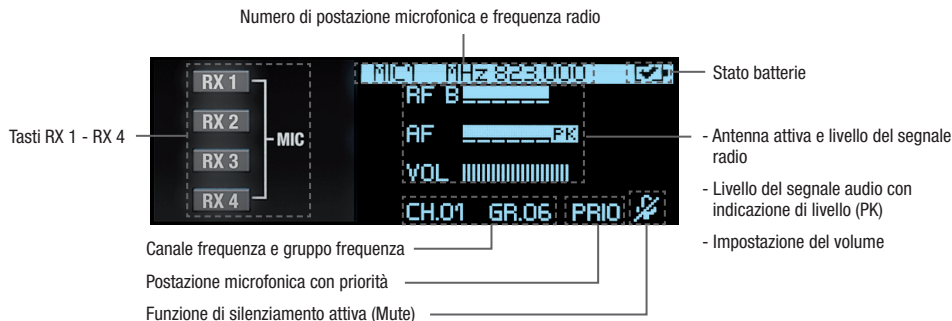 Numero di postazione microfonica e frequenza radio
MIC1 MHz 823.000
Stato batterie
RX 1
RX 2
RX 3
RX 4
MIC
Tasti RX 1 - RX 4
RF B
AF PK
VOL
CH.01 GR.06 PRIO
- Antenna attiva e livello del segnale
radio
- Livello del segnale audio con
indicazione di livello (PK)
- Impostazione del volume
Canale frequenza e gruppo frequenza
Postazione microfonica con priorità
Funzione di silenziamento attiva (Mute)